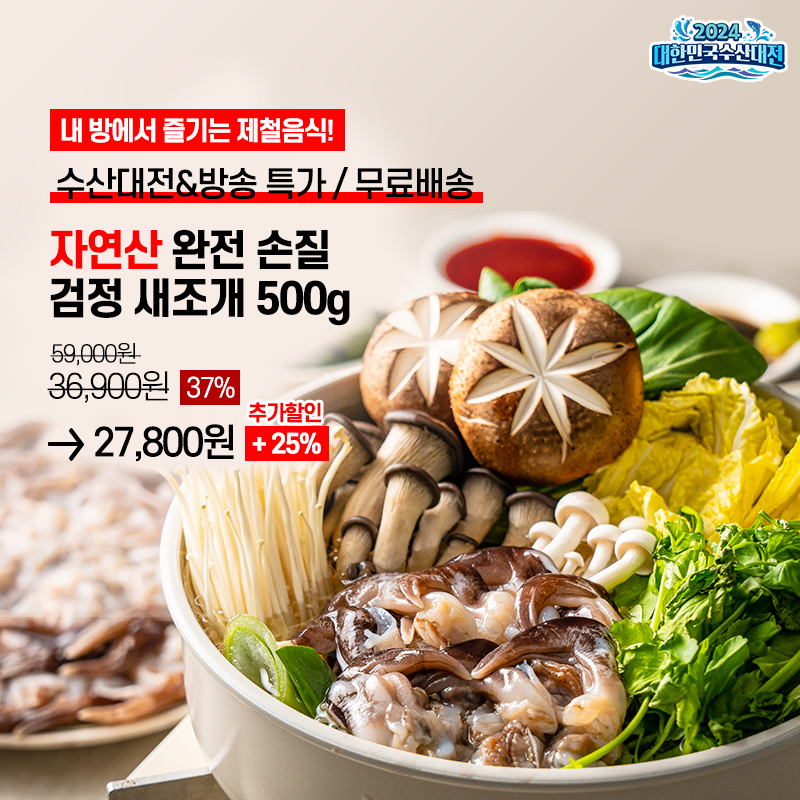 2024
대한민국수산대전
내 방에서 즐기는 제철음식!
수산대전&방송 특가 / 무료배송
자연산 완전 손질
검정 새조개 500g
59,000원
36,900원 37%
추가할인
→ 27,800원 + 25%